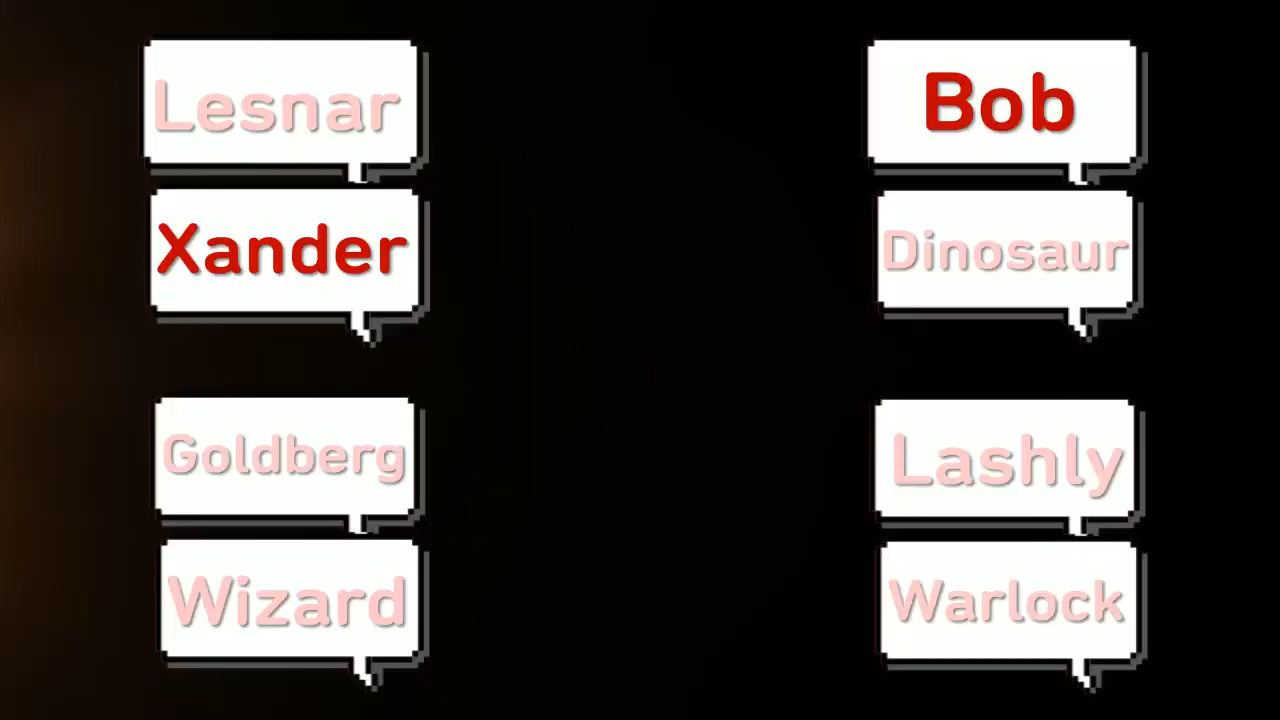 Lesnar
Xander
Bob
Dinosaur
Goldberg
Wizard
Lashly
Warlock